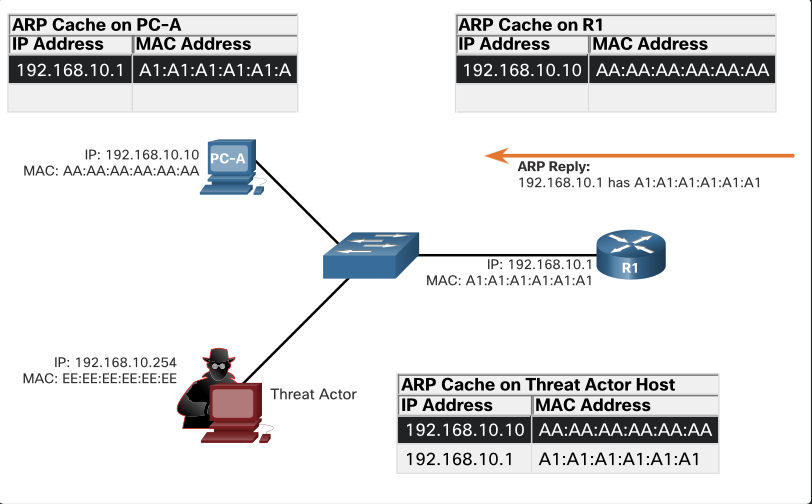 ARP Cache on PC-A
IP Address MAC Address
192.168.10.1 A1:A1:A1:A1:A1:A
ARP Cache on R1
IP Address MAC Address
192.168.10.10 AA:AA:AA:AA:AA:AA
IP: 192.168.10.10
MAC: AA:AA:AA:AA:AA:AA
PC-A
ARP Reply:
192.168.10.1 has A1:A1:A1:A1:A1:A1
IP: 192.168.10.1
MAC: A1:A1:A1:A1:A1:A1
R1
IP: 192.168.10.254
MAC: EE:EE:EE:EE:EE:EE
Threat Actor
ARP Cache on Threat Actor Host
IP Address MAC Address
192.168.10.10 AA:AA:AA:AA:AA:AA
192.168.10.1 A1:A1:A1:A1:A1:A1